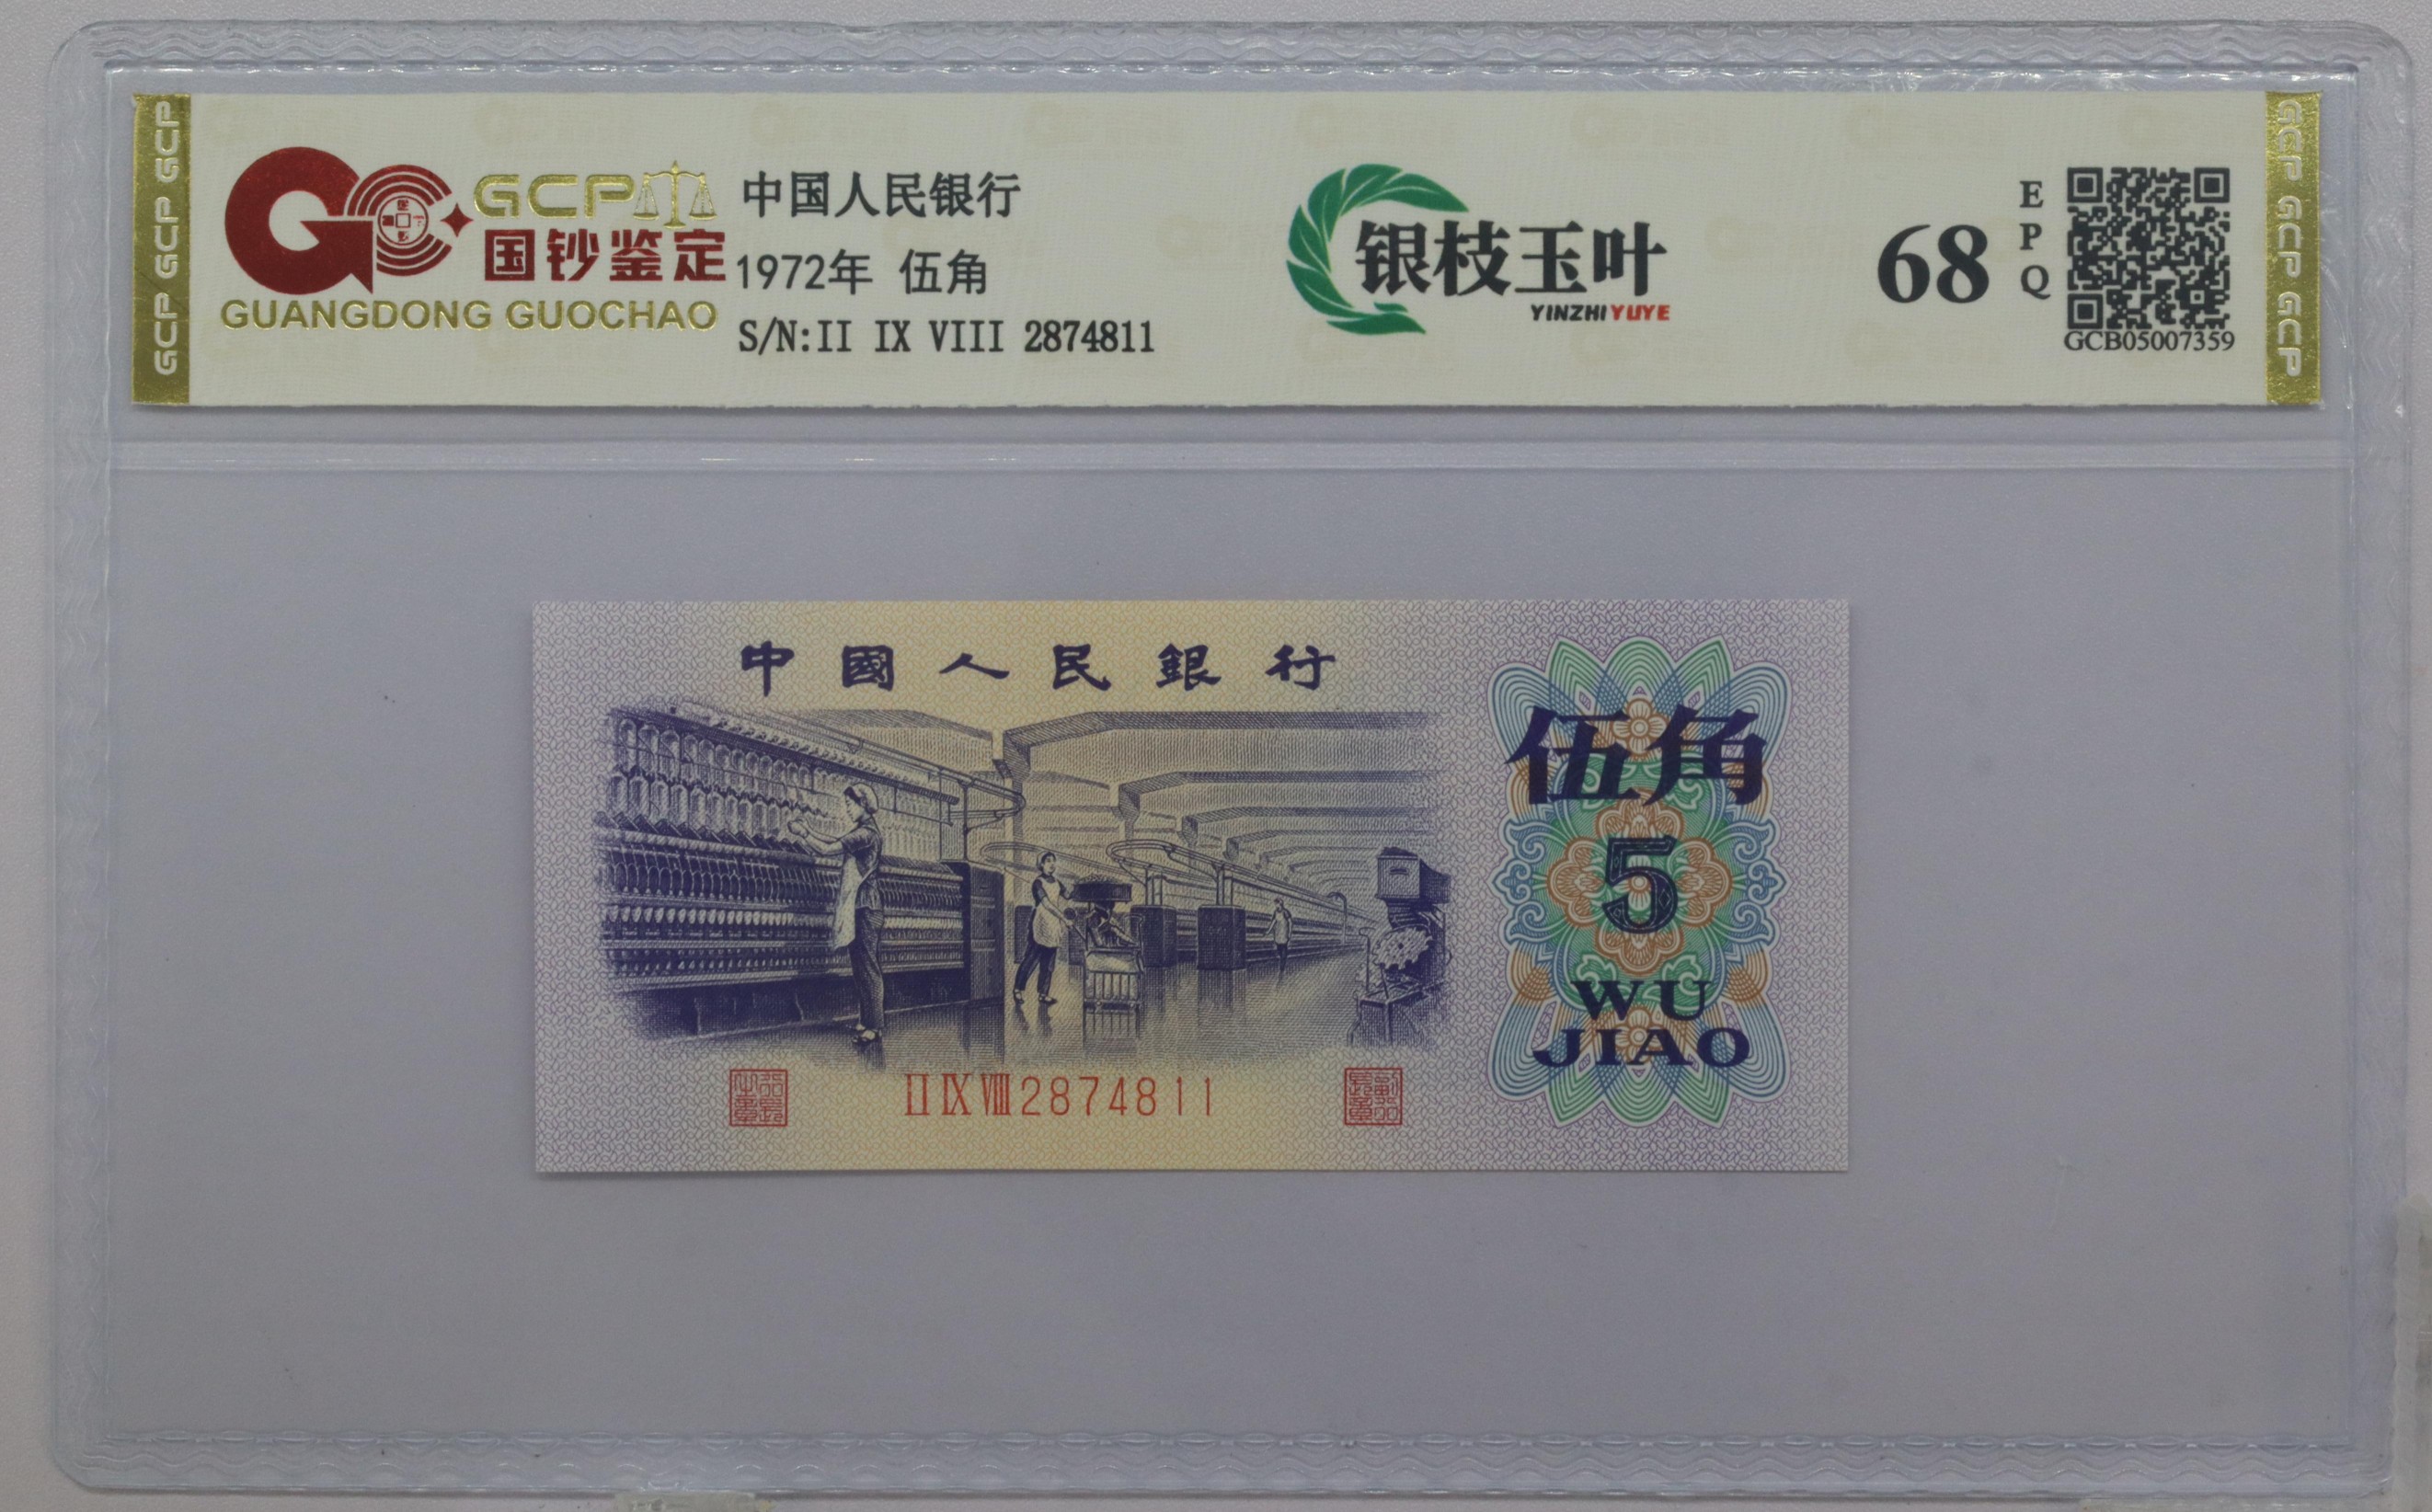 GCP GCP GCP
GCP
国钞鉴定
GUANGDONG GUOCHAO
中国人民银行
1972年 伍角
S/N:II IX VIII 2874811
银枝玉叶
YINZHIYUYE
68
EPQ
GCB05007359
GCP GCP GCP
中國人民銀行
伍角
5
WU
JIAO
II IX VIII 2874811